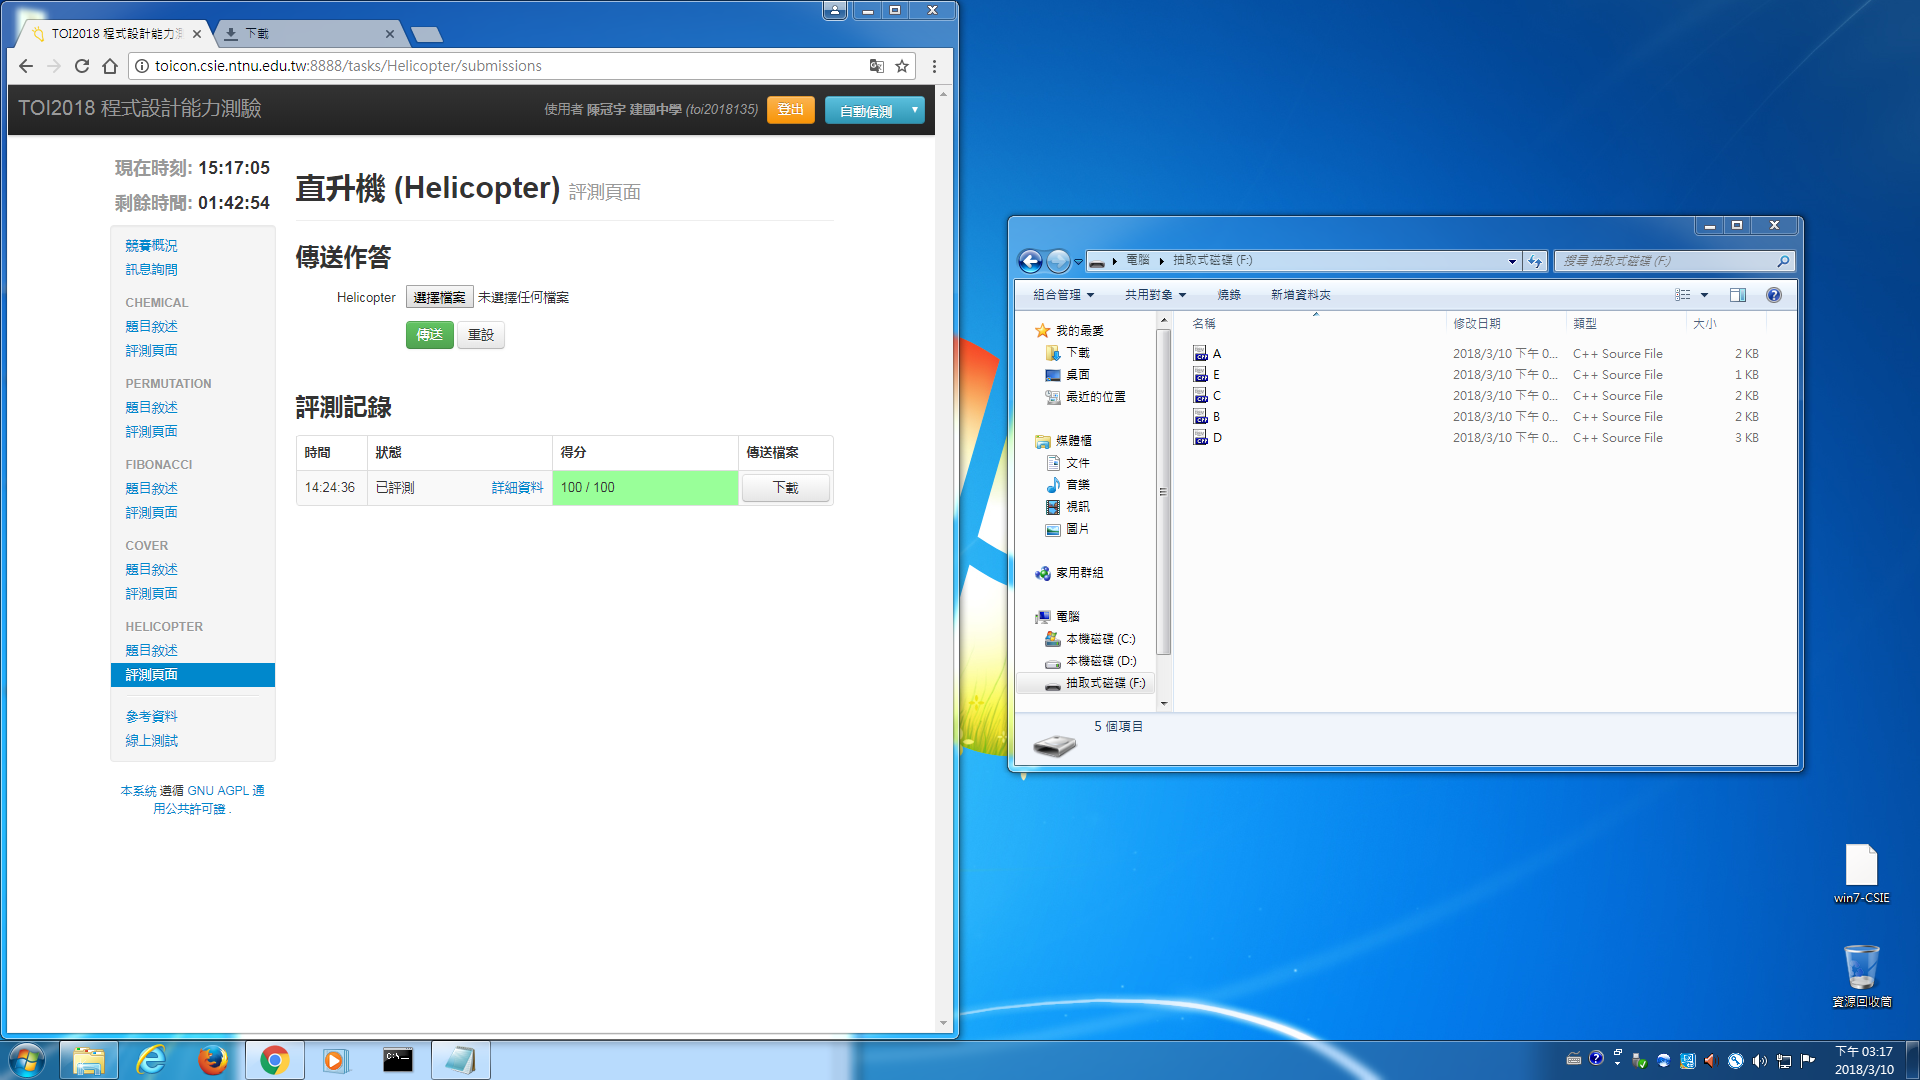 TOI2018 程式設計能力測
下載
toicon.csie.ntnu.edu.tw:8888/tasks/Helicopter/submissions
TOI2018 程式設計能力測驗
使用者 陳冠宇 建國中學 (toi2018135)
登出
自動偵測
現在時刻: 15:17:05
剩餘時間: 01:42:54
競賽概況
訊息詢問
CHEMICAL
題目敘述
評測頁面
PERMUTATION
題目敘述
評測頁面
FIBONACCI
題目敘述
評測頁面
COVER
題目敘述
評測頁面
HELICOPTER
題目敘述
評測頁面
參考資料
線上測試
本系統 遵循 GNU AGPL 通
用公共許可證 .
直升機 (Helicopter) 評測頁面
傳送作答
Helicopter 選擇檔案 未選擇任何檔案
傳送 重設
評測記錄
時間 狀態 得分 傳送檔案
14:24:36 已評測 詳細資料 100 / 100 下載
電腦 抽取式磁碟 (F:)
搜尋 抽取式磁碟 (F:)
組合管理 共用對象 燒錄 新增資料夾
我的最愛
下載
桌面
最近的位置
媒體櫃
文件
音樂
視訊
圖片
家用群組
電腦
本機磁碟 (C:)
本機磁碟 (D:)
抽取式磁碟 (F:)
名稱 修改日期 類型 大小
A 2018/3/10 下午 0... C++ Source File 2 KB
E 2018/3/10 下午 0... C++ Source File 1 KB
C 2018/3/10 下午 0... C++ Source File 2 KB
B 2018/3/10 下午 0... C++ Source File 2 KB
D 2018/3/10 下午 0... C++ Source File 3 KB
5 個項目
win7-CSIE
資源回收筒
下午 03:17
2018/3/10